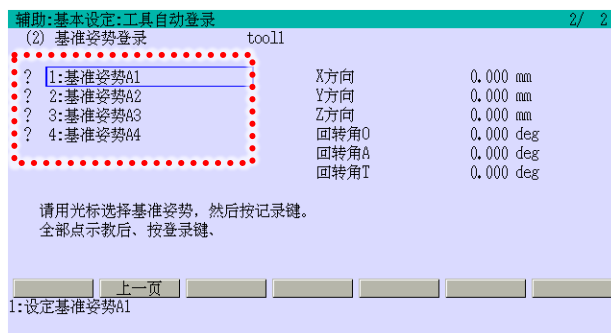 辅助:基本设定:工具自动登录 2/ 2
(2) 基准姿势登录 tool1
? 1:基准姿势A1 X方向 0.000 mm
? 2:基准姿势A2 Y方向 0.000 mm
? 3:基准姿势A3 Z方向 0.000 mm
? 4:基准姿势A4 回转角O 0.000 deg
回转角A 0.000 deg
回转角T 0.000 deg
请用光标选择基准姿势，然后按记录键。
全部点示教后、按登录键、
上一页
1:设定基准姿势A1